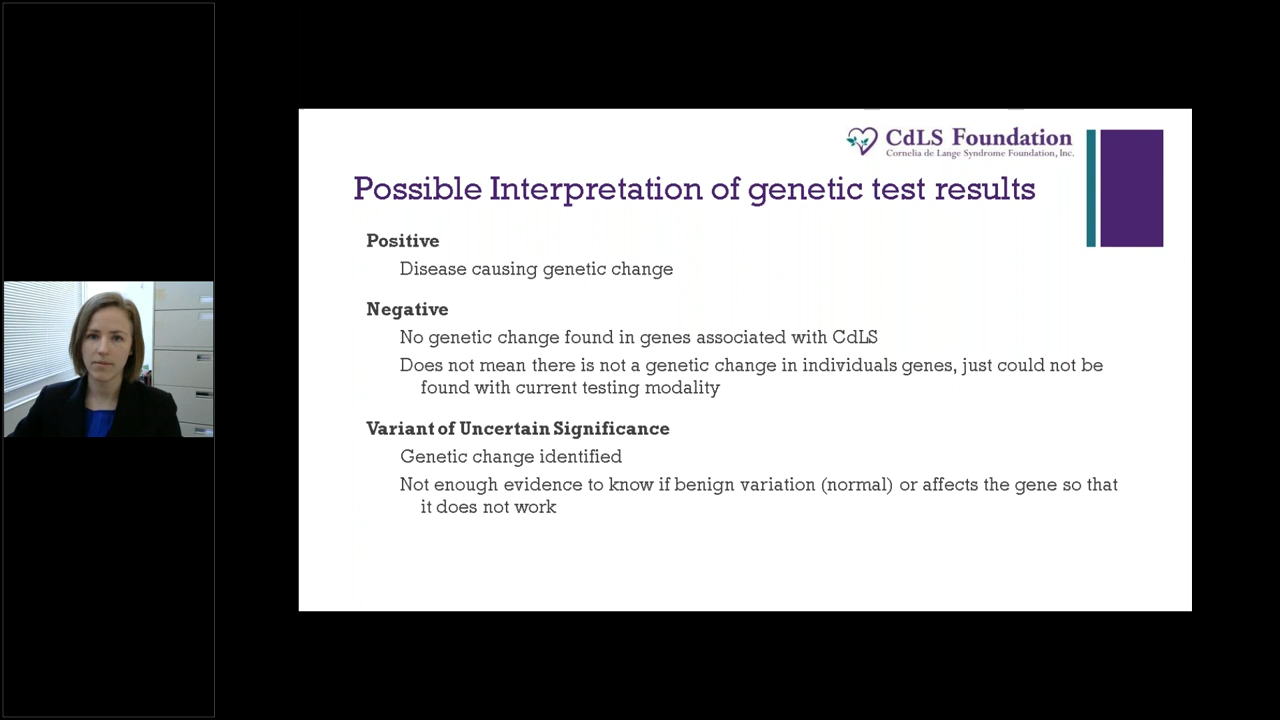 CdLS Foundation
Cornelia de Lange Syndrome Foundation, Inc.
Possible Interpretation of genetic test results
Positive
Disease causing genetic change
Negative
No genetic change found in genes associated with CdLS
Does not mean there is not a genetic change in individuals genes, just could not be
found with current testing modality
Variant of Uncertain Significance
Genetic change identified
Not enough evidence to know if benign variation (normal) or affects the gene so that
it does not work